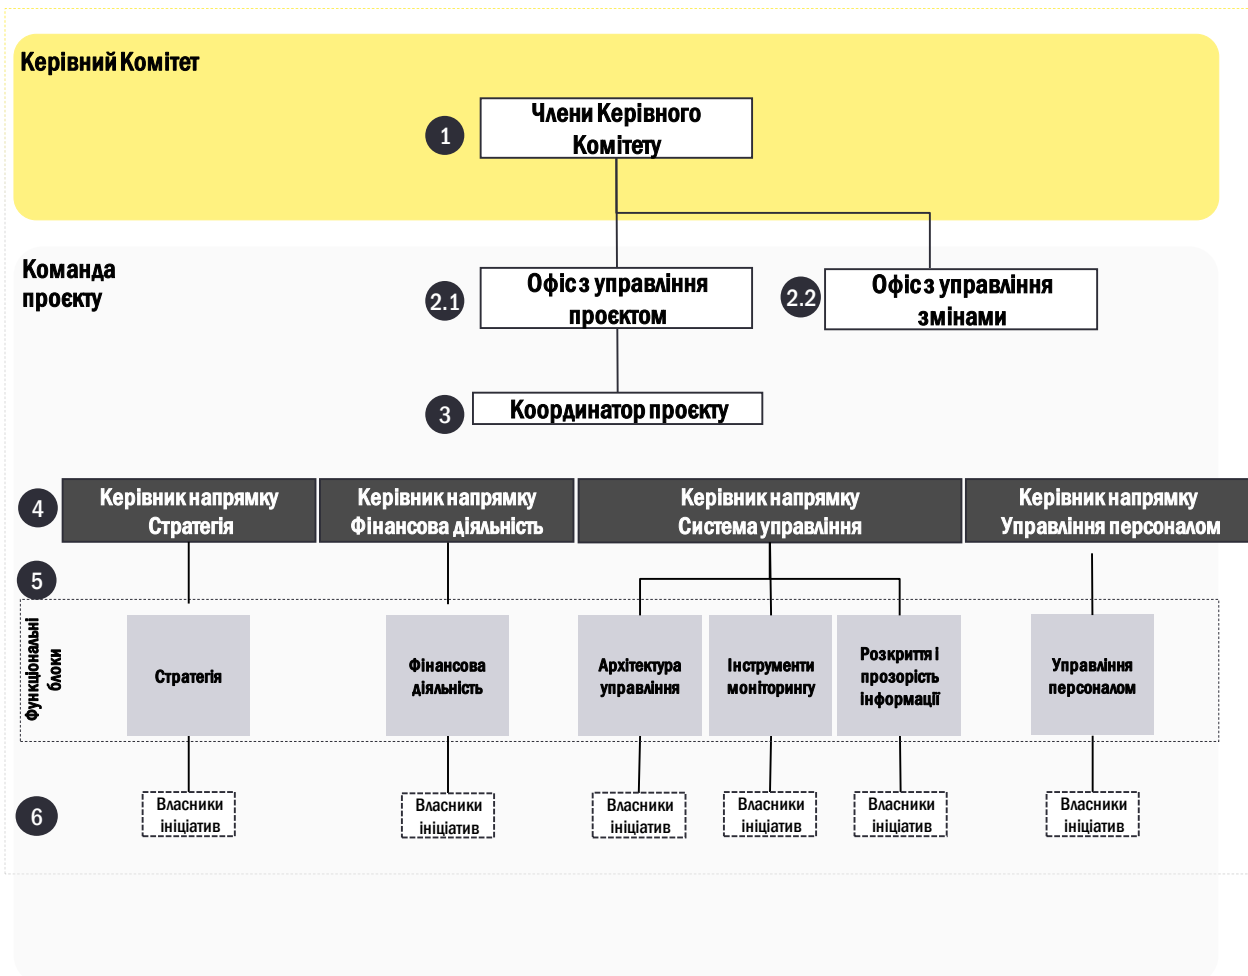 Керівний Комітет
Члени Керівного
Комітету
1
Команда
проєкту
Офіс з управління
проєктом
2.1
Офіс з управління
змінами
2.2
Координатор проєкту
3
4
Керівник напрямку
Стратегія
Керівник напрямку
Фінансова діяльність
Керівник напрямку
Система управління
Керівник напрямку
Управління персоналом
5
Функціональні
блоки
Стратегія
Фінансова
діяльність
Архітектура
управління
Інструменти
моніторингу
Розкриття і
прозорість
інформації
Управління
персоналом
6
Власники
ініціатив
Власники
ініціатив
Власники
ініціатив
Власники
ініціатив
Власники
ініціатив
Власники
ініціатив